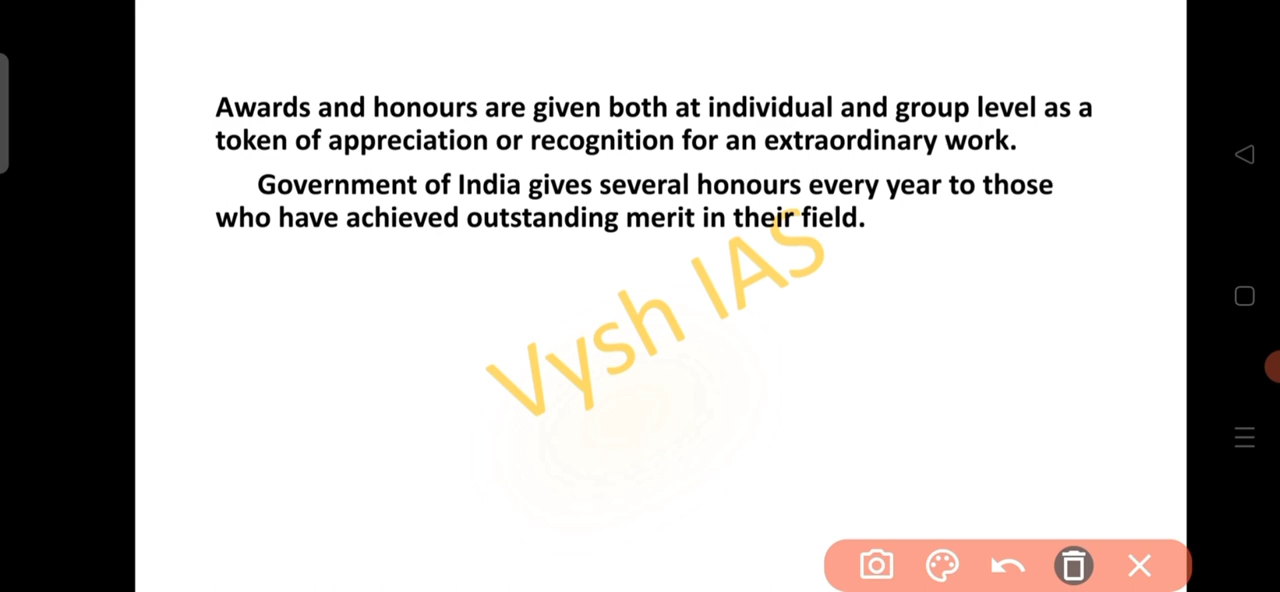 Awards and honours are given both at individual and group level as a
token of appreciation or recognition for an extraordinary work.
Government of India gives several honours every year to those
who have achieved outstanding merit in their field.
Vysh IAS